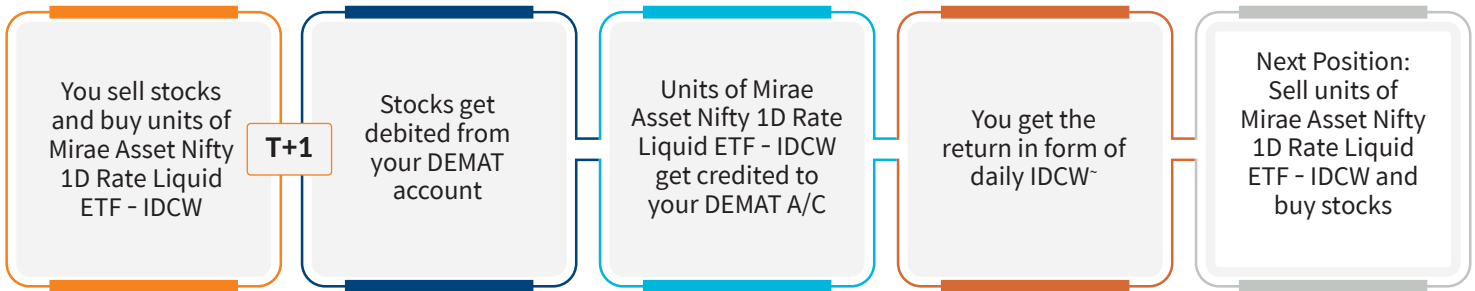 You sell stocks
and buy units of
Mirae Asset Nifty
1D Rate Liquid
ETF - IDCW
T+1
Stocks get
debited from
your DEMAT
account
Units of Mirae
Asset Nifty 1D Rate
Liquid ETF - IDCW
get credited to
your DEMAT A/C
You get the
return in form of
daily IDCW~
Next Position:
Sell units of
Mirae Asset Nifty
1D Rate Liquid
ETF - IDCW and
buy stocks